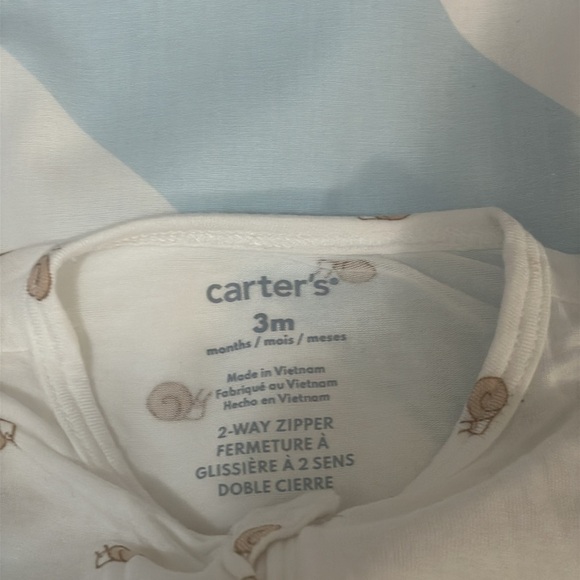 carter's®
3m
months / mois / meses
Made in Vietnam
Fabriqué au Vietnam
Hecho en Vietnam
2-WAY ZIPPER
FERMETURE À
GLISSIÈRE À 2 SENS
DOBLE CIERRE